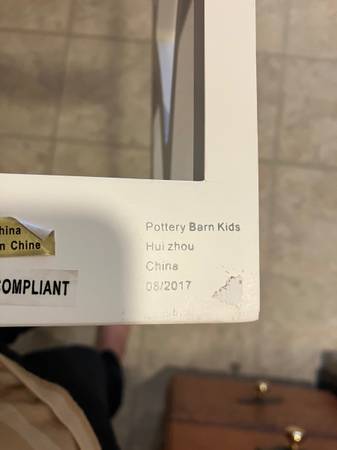 Pottery Barn Kids
Hui zhou
China
08/2017
hina
n Chine
COMPLIANT